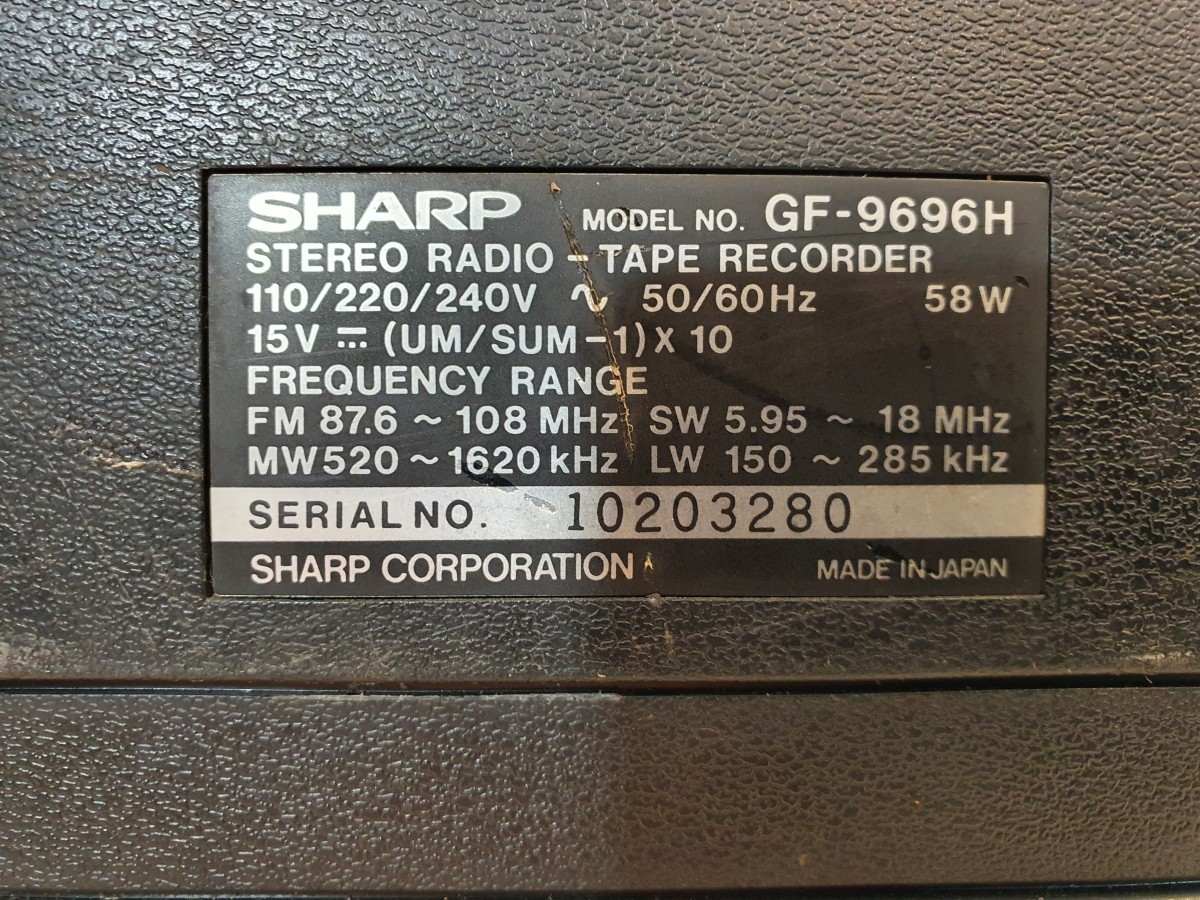 SHARP MODEL NO. GF-9696H
STEREO RADIO-TAPE RECORDER
110/220/240V ∿ 50/60Hz 58W
15V ⎓ (UM/SUM-1)X 10
FREQUENCY RANGE
FM 87.6 ~ 108 MHz SW 5.95 ~ 18 MHz
MW520 ~ 1620 kHz LW 150 ~ 285 kHz
SERIAL NO. 10203280
SHARP CORPORATION MADE IN JAPAN